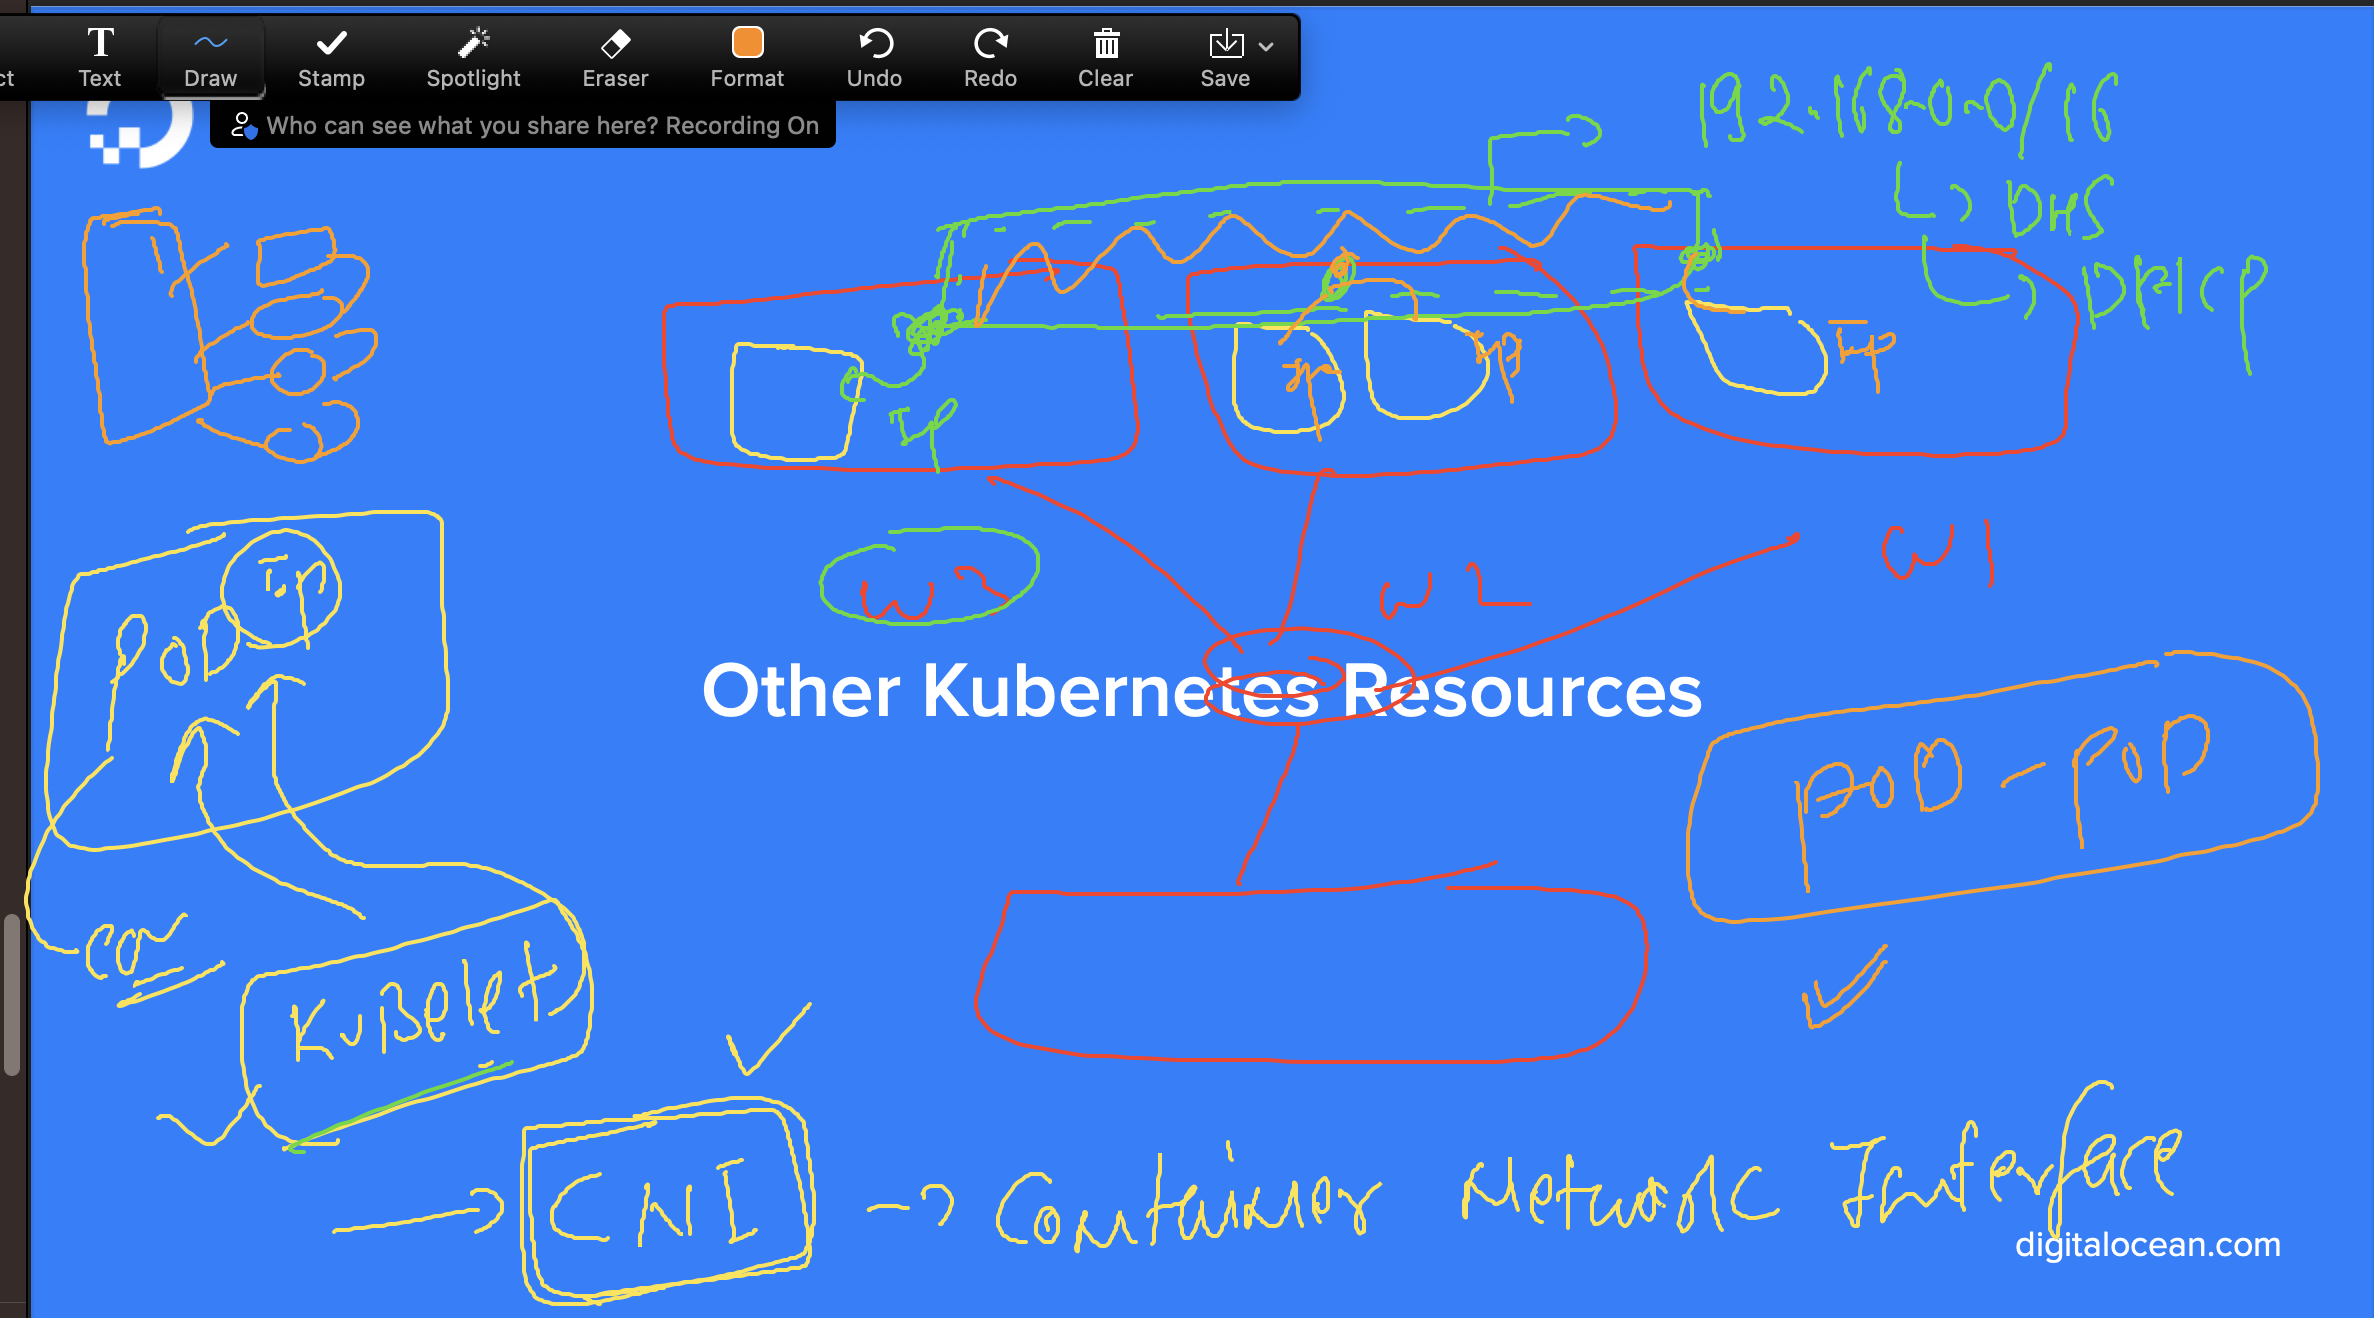 ct
Text
Draw
Stamp
Spotlight
Eraser
Format
Undo
Redo
Clear
Save
Who can see what you share here? Recording On
192.168.0.0/16
DHS
DHCP
IP
IP
IP
IP
W3
W2
W1
POD
IP
Other Kubernetes Resources
POD - POD
con
KuBelet
CNI
Container Network Interface
digitalocean.com